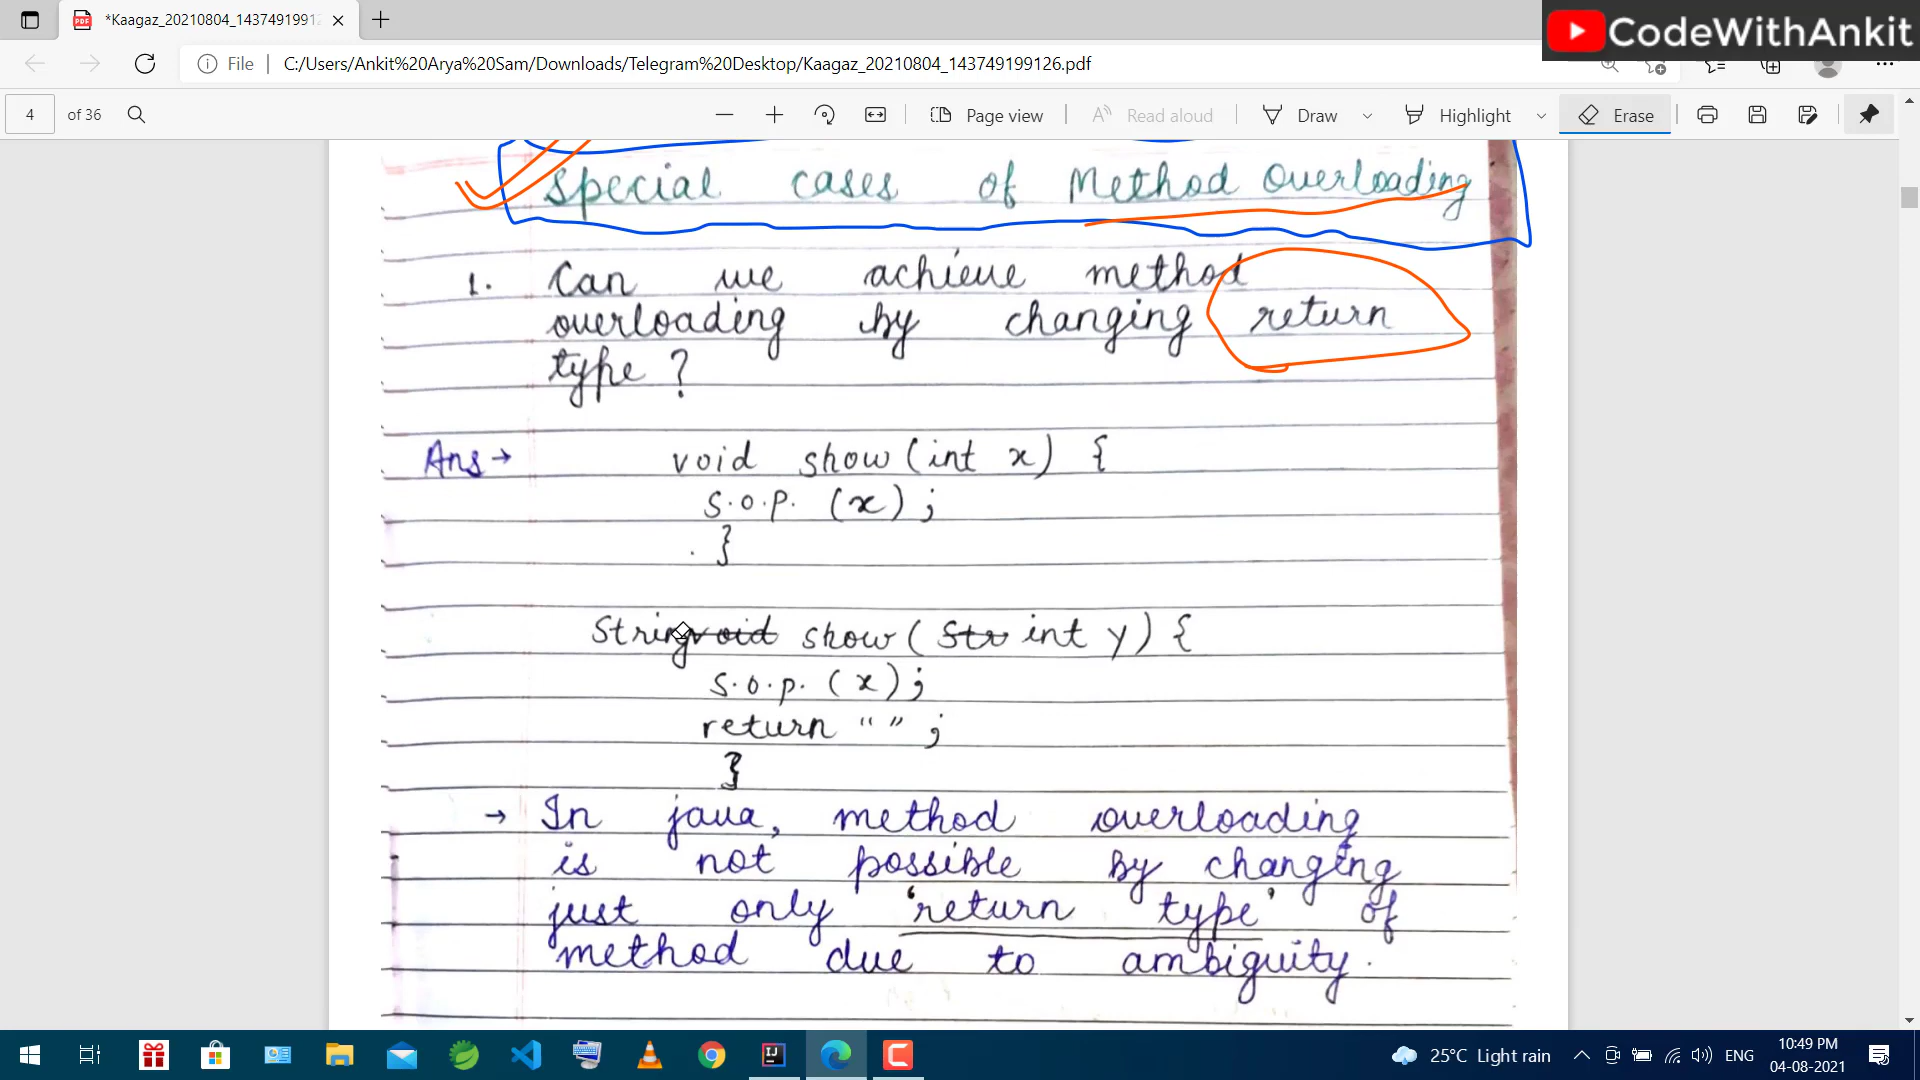 *Kaagaz_20210804_1437491991
CodeWithAnkit
File
C:/Users/Ankit%20Arya%20Sam/Downloads/Telegram%20Desktop/Kaagaz_20210804_143749199126.pdf
4 of 36
Page view
Read aloud
Draw
Highlight
Erase
Special cases of Method Overloading
1. Can we achieve method
overloading by changing return
type ?
Ans → void show (int x) {
S.o.p. (x) ;
}
String void show ( Str int y) {
S.o.p. (x) ;
return “ ” ;
}
→ In java, method overloading
is not possible by changing
just only ‘return type’ of
method due to ambiguity.
25°C Light rain
ENG
10:49 PM
04-08-2021